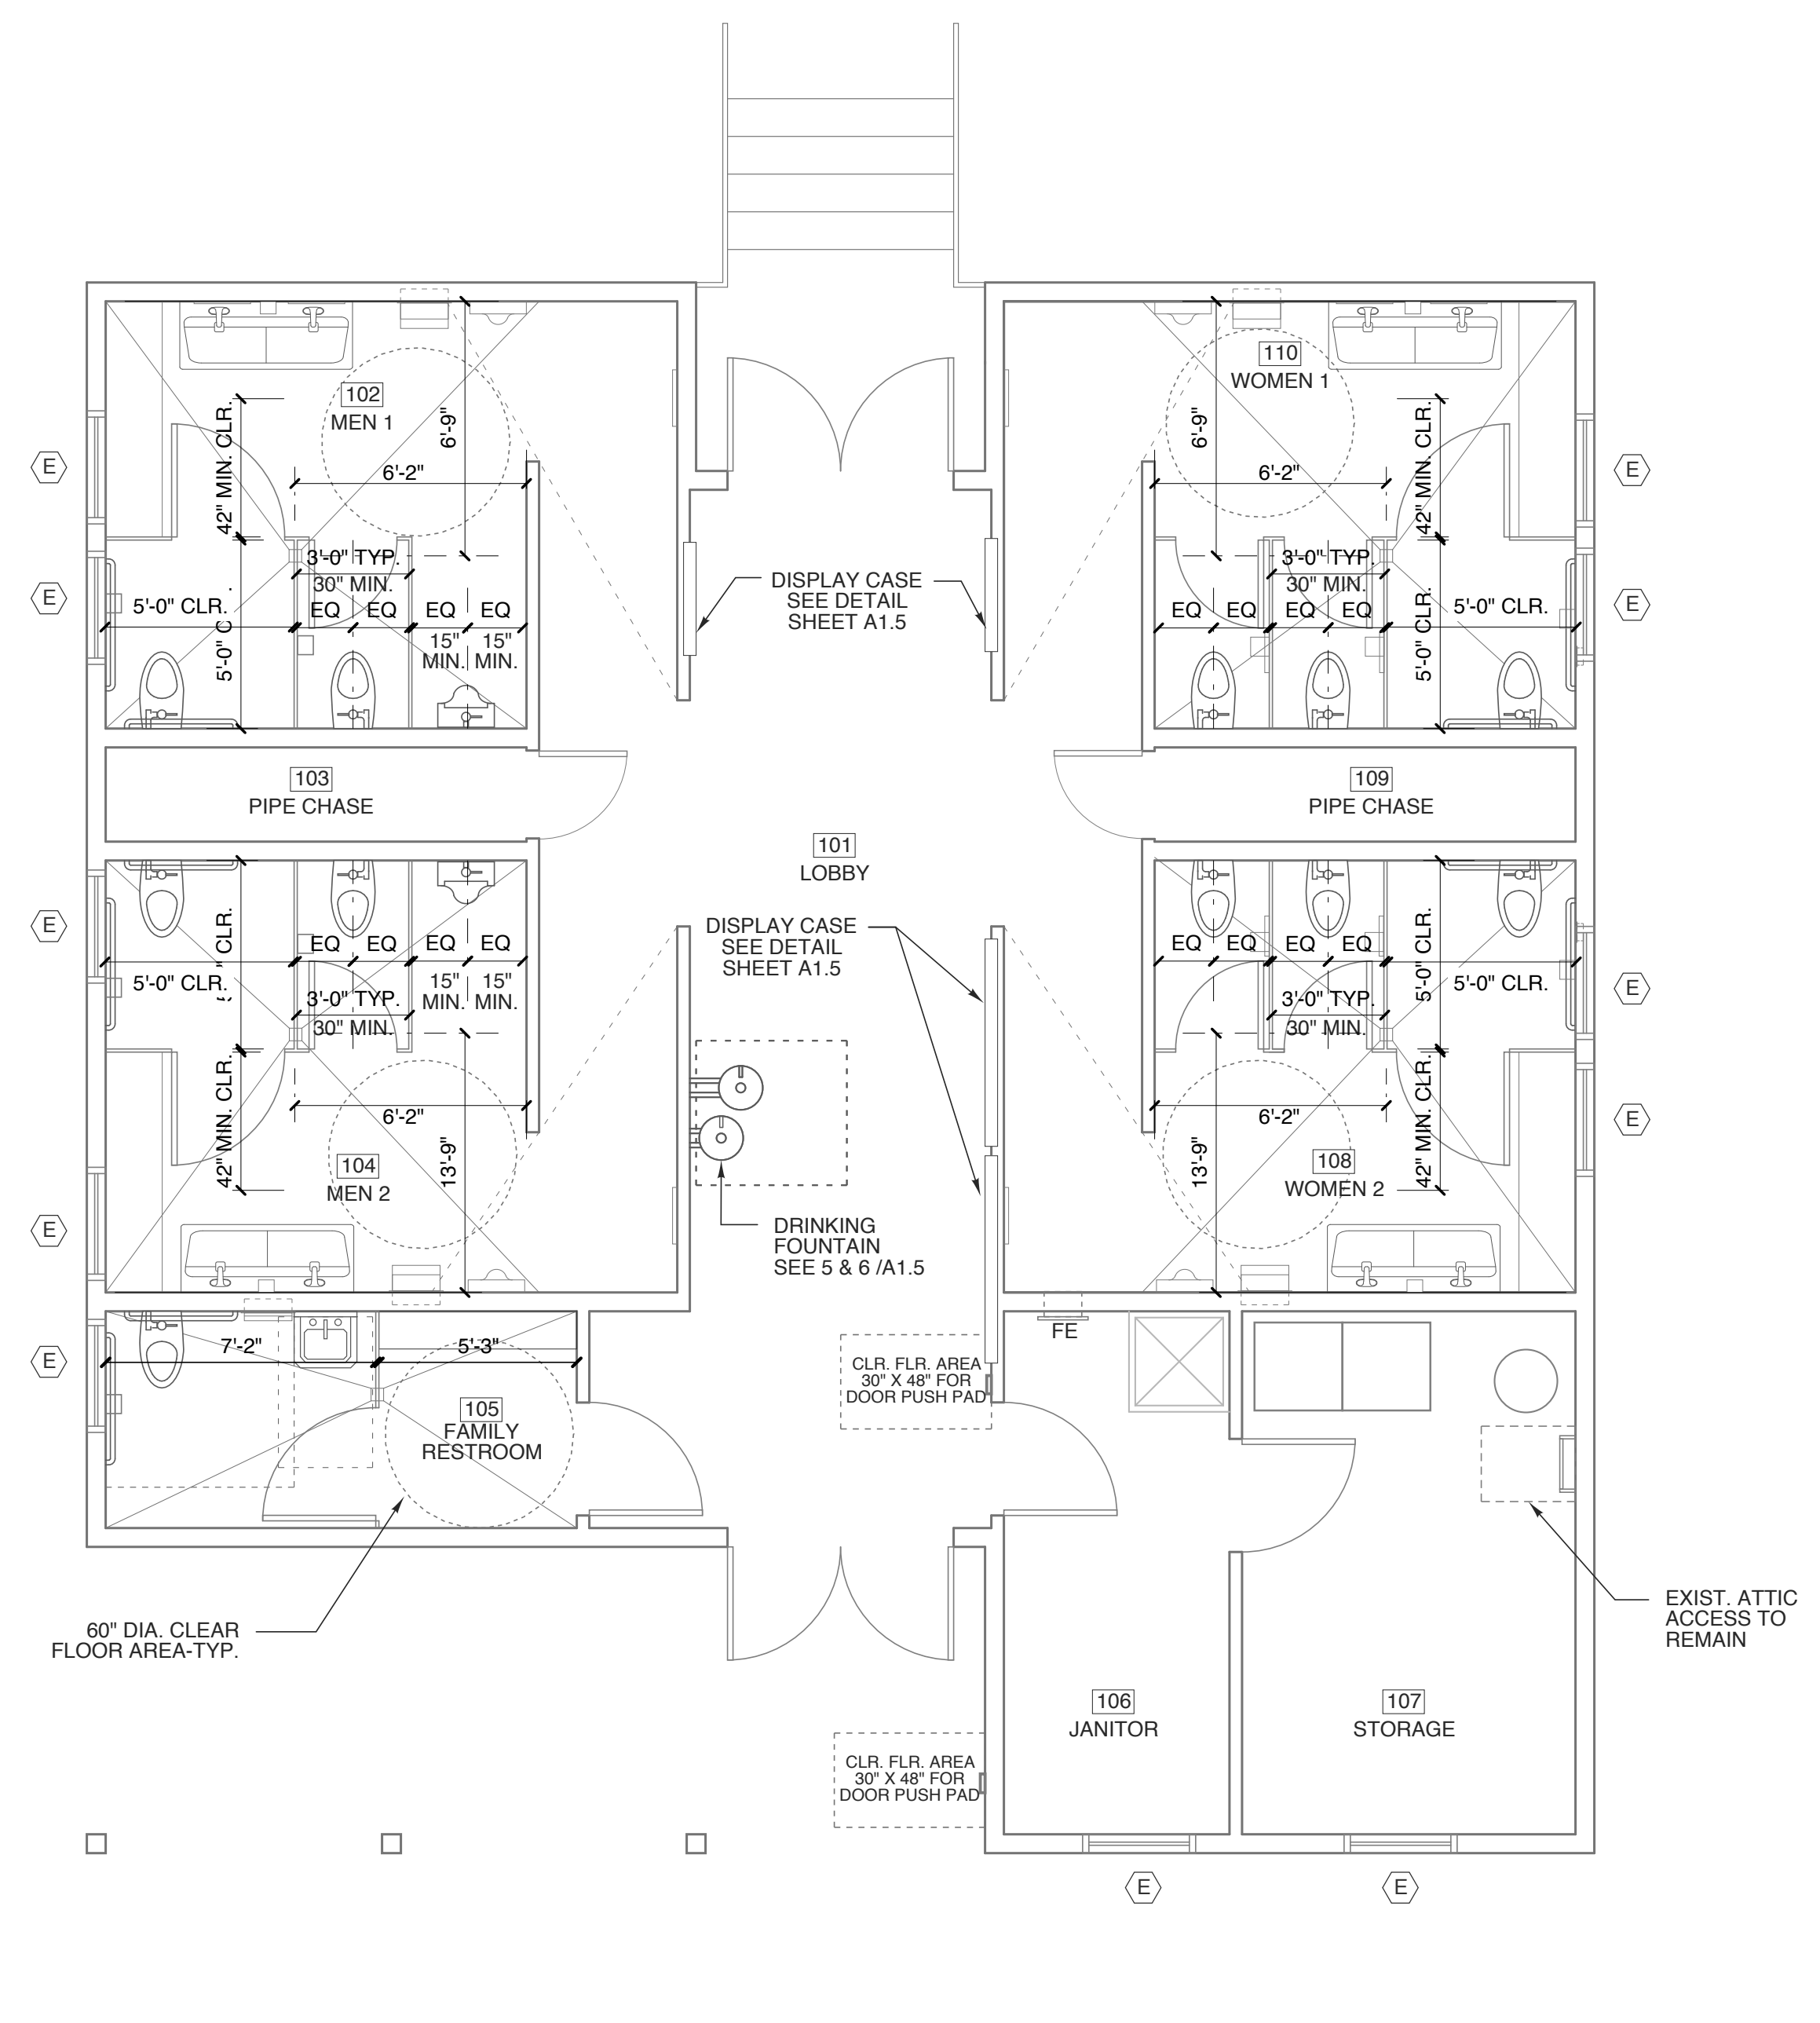 110
WOMEN 1
102
MEN 1
42" MIN. CLR.
6'-9"
6'-9"
42" MIN. CLR.
E
6'-2"
6'-2"
E
3'-0" TYP.
30" MIN.
3'-0" TYP.
30" MIN.
DISPLAY CASE
SEE DETAIL
SHEET A1.5
E
5'-0" CLR.
EQ EQ EQ EQ
EQ EQ EQ EQ
5'-0" CLR.
E
15" 15"
MIN. MIN.
5'-0"
5'-0" CLR.
103
PIPE CHASE
109
PIPE CHASE
101
LOBBY
E
CLR.
EQ EQ EQ EQ
DISPLAY CASE
SEE DETAIL
SHEET A1.5
EQ EQ EQ EQ
5'-0" CLR.
5'-0" CLR.
15" 15"
MIN. MIN.
5'-0" CLR.
E
3'-0" TYP.
30" MIN.
3'-0" TYP.
30" MIN.
42" MIN. CLR.
6'-2"
6'-2"
42" MIN. CLR.
E
13'-9"
13'-9"
104
MEN 2
108
WOMEN 2
E
DRINKING
FOUNTAIN
SEE 5 & 6 /A1.5
E
7'-2"
5'-3"
FE
CLR. FLR. AREA
30" X 48" FOR
DOOR PUSH PAD
105
FAMILY
RESTROOM
60" DIA. CLEAR
FLOOR AREA-TYP.
EXIST. ATTIC
ACCESS TO
REMAIN
106
JANITOR
107
STORAGE
CLR. FLR. AREA
30" X 48" FOR
DOOR PUSH PAD
E
E